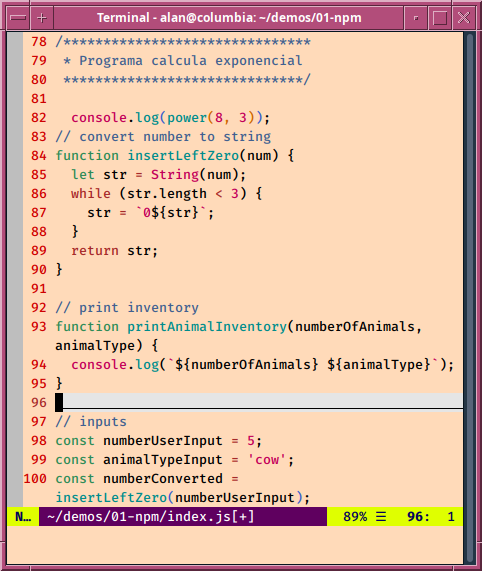 Terminal - alan@columbia: ~/demos/01-npm
78 /*******************************
79  * Programa calcula exponencial
80  ******************************/
81
82   console.log(power(8, 3));
83 // convert number to string
84 function insertLeftZero(num) {
85   let str = String(num);
86   while (str.length < 3) {
87     str = `0${str}`;
88   }
89   return str;
90 }
91
92 // print inventory
93 function printAnimalInventory(numberOfAnimals,
animalType) {
94   console.log(`${numberOfAnimals} ${animalType}`);
95 }
96
97 // inputs
98 const numberUserInput = 5;
99 const animalTypeInput = 'cow';
100 const numberConverted =
insertLeftZero(numberUserInput);
N… ~/demos/01-npm/index.js[+] 89% ☰ 96: 1